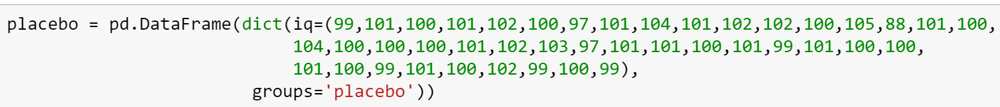 placebo = pd.DataFrame(dict(iq=(99,101,100,101,102,100,97,101,104,101,102,102,100,105,88,101,100,
104,100,100,100,101,102,103,97,101,101,100,101,99,101,100,100,
101,100,99,101,100,102,99,100,99),
groups='placebo'))